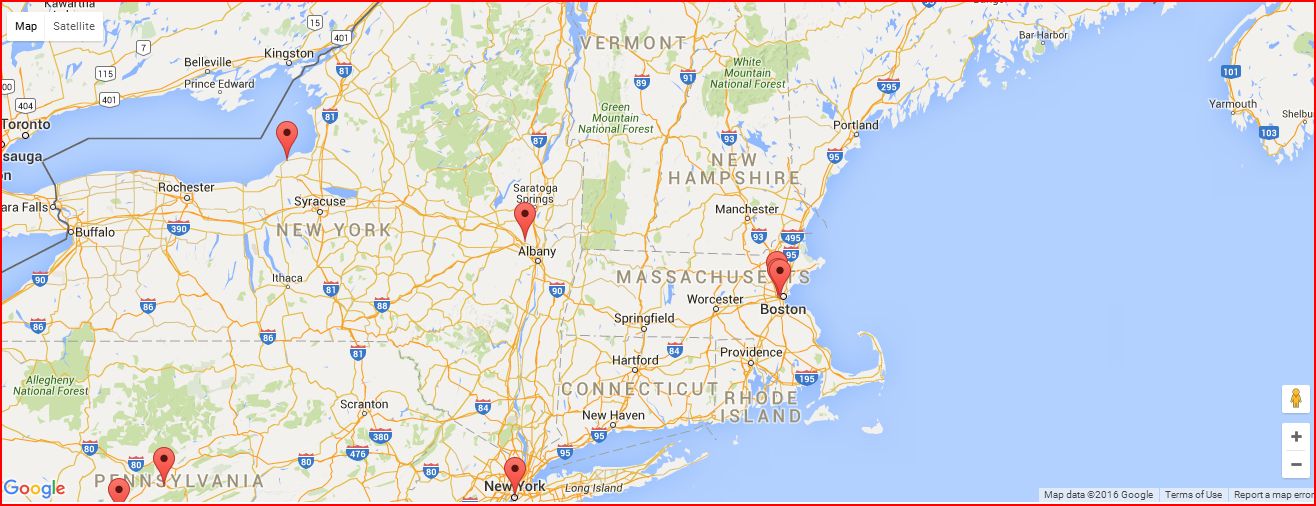 Kawartha
Map
Satellite
15
401
7
Belleville
Kingston
VERMONT
Bar Harbor
115
81
Prince Edward
89
91
White
Mountain
National Forest
101
295
401
404
Toronto
81
Green
Mountain
National Forest
Yarmouth
Shelbu
Portland
103
87
93
95
ssauga
on
NEW
HAMPSHIRE
Rochester
Saratoga
Springs
Syracuse
ara Falls
Manchester
390
NEW YORK
Buffalo
93
495
95
Albany
90
Ithaca
MASSACHUSETTS
81
90
88
86
Worcester
Boston
Springfield
86
86
81
84
Providence
Hartford
195
Allegheny
National Forest
CONNECTICUT
RHODE
ISLAND
Scranton
84
New Haven
380
95
80
476
95
80
80
80
PENNSYLVANIA
New York
Long Island
Google
Map data ©2016 Google
Terms of Use
Report a map error